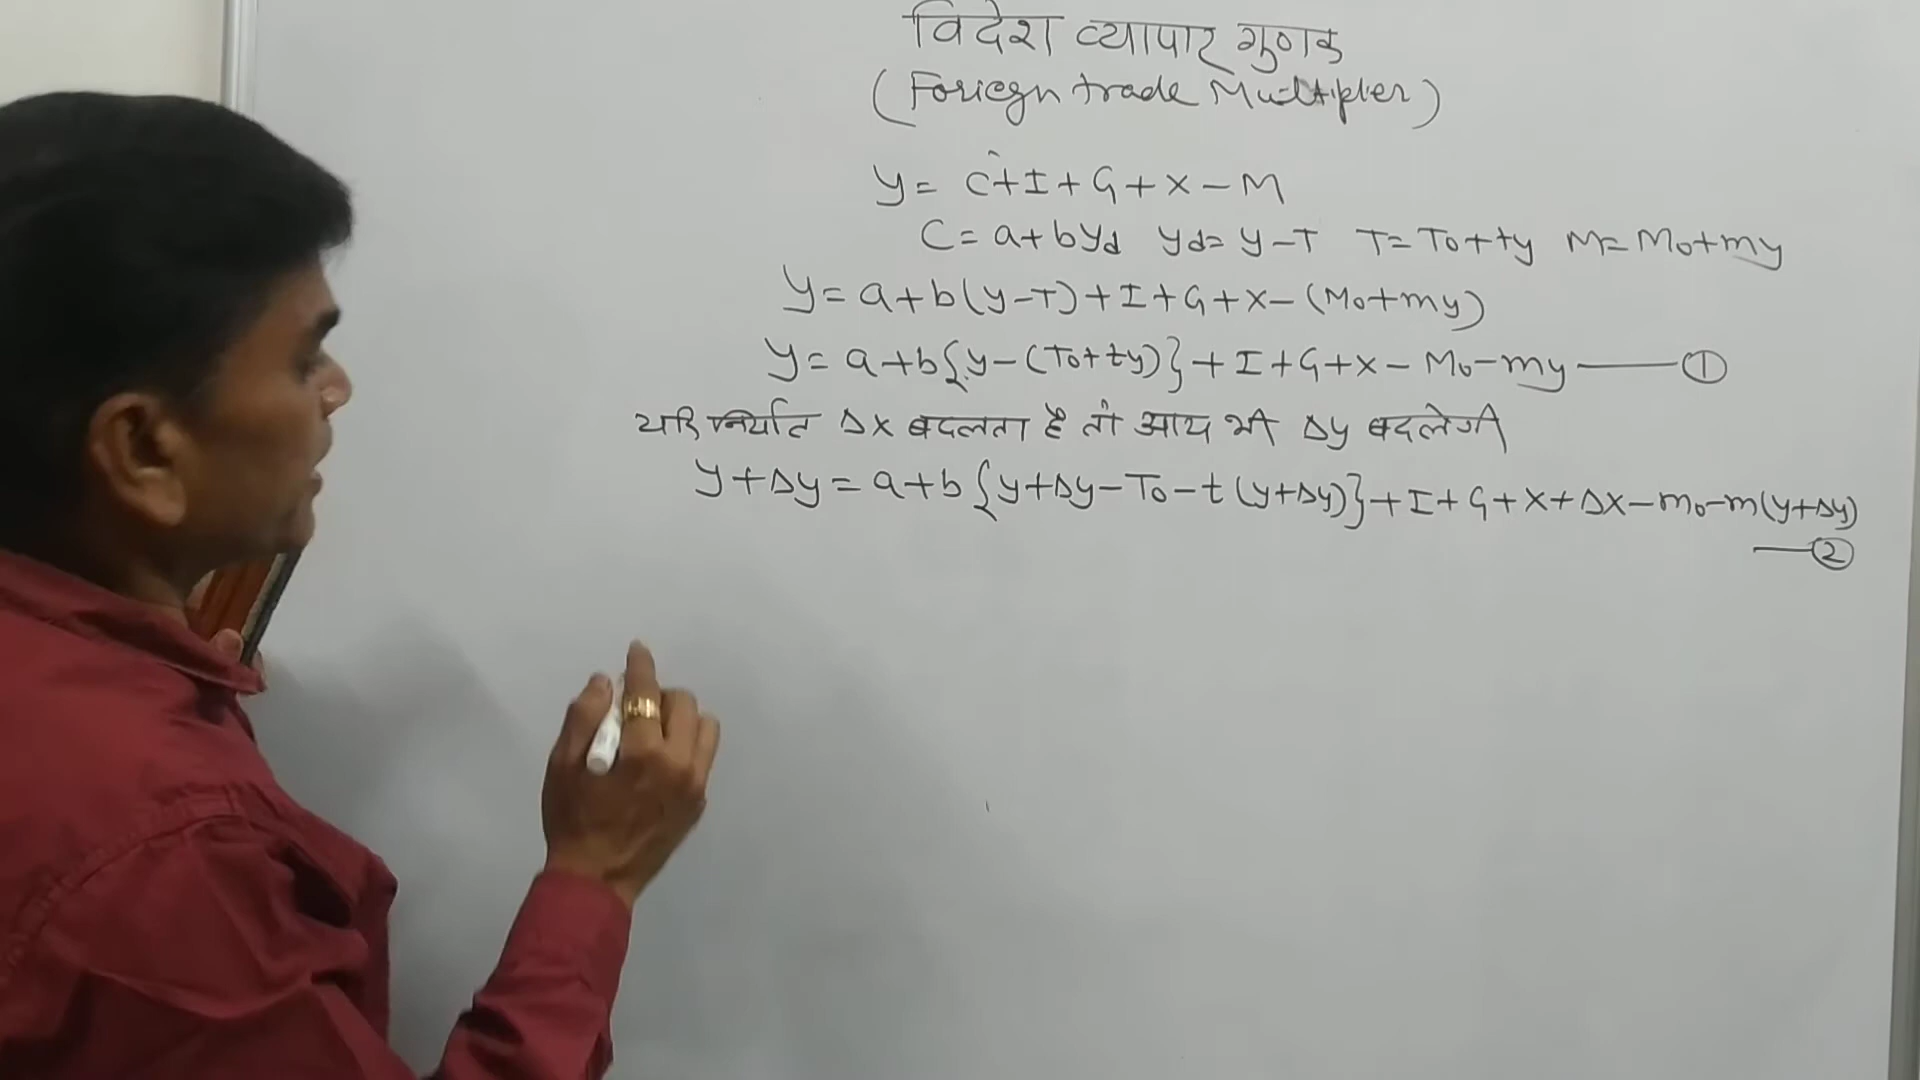 विदेश व्यापार गुणक
(Foriegn trade Multiplier)
y = C+I+G+X-M
C = a+byd yd= y-T T= To+ty M= Mo+my
y = a+b(y-T)+I+G+X-(Mo+my)
y = a+b{y-(To+ty)}+I+G+X-Mo-my —— ①
यदि निर्यात Δx बदलता है तो आय भी Δy बदलेगी
y+Δy = a+b{y+Δy-To-t(y+Δy)}+I+G+X+ΔX-mo-m(y+Δy)
—②